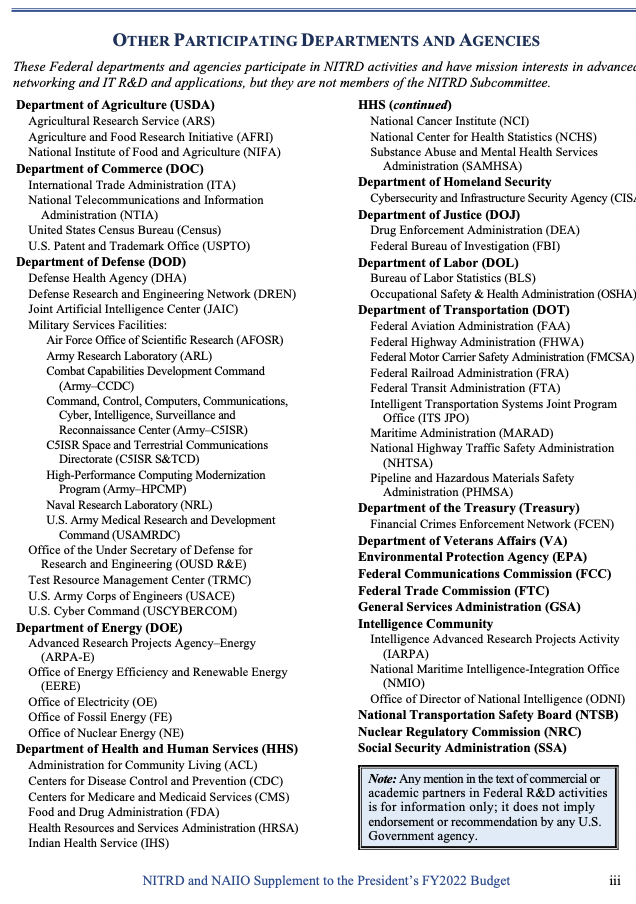 OTHER PARTICIPATING DEPARTMENTS AND AGENCIES
These Federal departments and agencies participate in NITRD activities and have mission interests in advanced
networking and IT R&D and applications, but they are not members of the NITRD Subcommittee.
Department of Agriculture (USDA)
Agricultural Research Service (ARS)
Agriculture and Food Research Initiative (AFRI)
National Institute of Food and Agriculture (NIFA)
Department of Commerce (DOC)
International Trade Administration (ITA)
National Telecommunications and Information
Administration (NTIA)
United States Census Bureau (Census)
U.S. Patent and Trademark Office (USPTO)
Department of Defense (DOD)
Defense Health Agency (DHA)
Defense Research and Engineering Network (DREN)
Joint Artificial Intelligence Center (JAIC)
Military Services Facilities:
Air Force Office of Scientific Research (AFOSR)
Army Research Laboratory (ARL)
Combat Capabilities Development Command
(Army–CCDC)
Command, Control, Computers, Communications,
Cyber, Intelligence, Surveillance and
Reconnaissance Center (Army–C5ISR)
C5ISR Space and Terrestrial Communications
Directorate (C5ISR S&TCD)
High-Performance Computing Modernization
Program (Army–HPCMP)
Naval Research Laboratory (NRL)
U.S. Army Medical Research and Development
Command (USAMRDC)
Office of the Under Secretary of Defense for
Research and Engineering (OUSD R&E)
Test Resource Management Center (TRMC)
U.S. Army Corps of Engineers (USACE)
U.S. Cyber Command (USCYBERCOM)
Department of Energy (DOE)
Advanced Research Projects Agency–Energy
(ARPA-E)
Office of Energy Efficiency and Renewable Energy
(EERE)
Office of Electricity (OE)
Office of Fossil Energy (FE)
Office of Nuclear Energy (NE)
Department of Health and Human Services (HHS)
Administration for Community Living (ACL)
Centers for Disease Control and Prevention (CDC)
Centers for Medicare and Medicaid Services (CMS)
Food and Drug Administration (FDA)
Health Resources and Services Administration (HRSA)
Indian Health Service (IHS)
HHS (continued)
National Cancer Institute (NCI)
National Center for Health Statistics (NCHS)
Substance Abuse and Mental Health Services
Administration (SAMHSA)
Department of Homeland Security
Cybersecurity and Infrastructure Security Agency (CISA
Department of Justice (DOJ)
Drug Enforcement Administration (DEA)
Federal Bureau of Investigation (FBI)
Department of Labor (DOL)
Bureau of Labor Statistics (BLS)
Occupational Safety & Health Administration (OSHA)
Department of Transportation (DOT)
Federal Aviation Administration (FAA)
Federal Highway Administration (FHWA)
Federal Motor Carrier Safety Administration (FMCSA)
Federal Railroad Administration (FRA)
Federal Transit Administration (FTA)
Intelligent Transportation Systems Joint Program
Office (ITS JPO)
Maritime Administration (MARAD)
National Highway Traffic Safety Administration
(NHTSA)
Pipeline and Hazardous Materials Safety
Administration (PHMSA)
Department of the Treasury (Treasury)
Financial Crimes Enforcement Network (FCEN)
Department of Veterans Affairs (VA)
Environmental Protection Agency (EPA)
Federal Communications Commission (FCC)
Federal Trade Commission (FTC)
General Services Administration (GSA)
Intelligence Community
Intelligence Advanced Research Projects Activity
(IARPA)
National Maritime Intelligence-Integration Office
(NMIO)
Office of Director of National Intelligence (ODNI)
National Transportation Safety Board (NTSB)
Nuclear Regulatory Commission (NRC)
Social Security Administration (SSA)
Note: Any mention in the text of commercial or
academic partners in Federal R&D activities
is for information only; it does not imply
endorsement or recommendation by any U.S.
Government agency.
NITRD and NAIIO Supplement to the President's FY2022 Budget iii